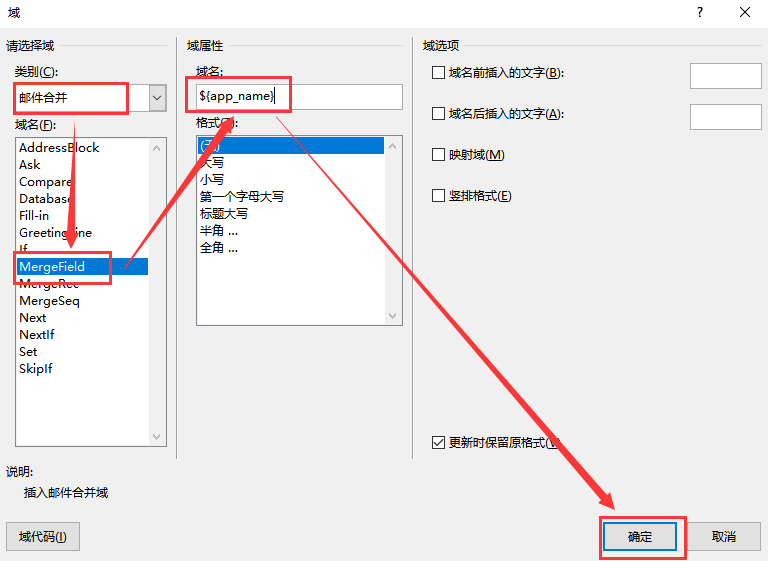 域
请选择域
类别(C):
邮件合并
域名(F):
AddressBlock
Ask
Compare
Database
Fill-in
GreetingLine
If
MergeField
MergeRec
MergeSeq
Next
NextIf
Set
SkipIf
域属性
域名:
${app_name}
格式(T):
(无)
大写
小写
第一个字母大写
标题大写
半角 ...
全角 ...
域选项
域名前插入的文字(B):
域名后插入的文字(A):
映射域(M)
竖排格式(E)
更新时保留原格式(V)
说明:
插入邮件合并域
域代码(I)
确定
取消